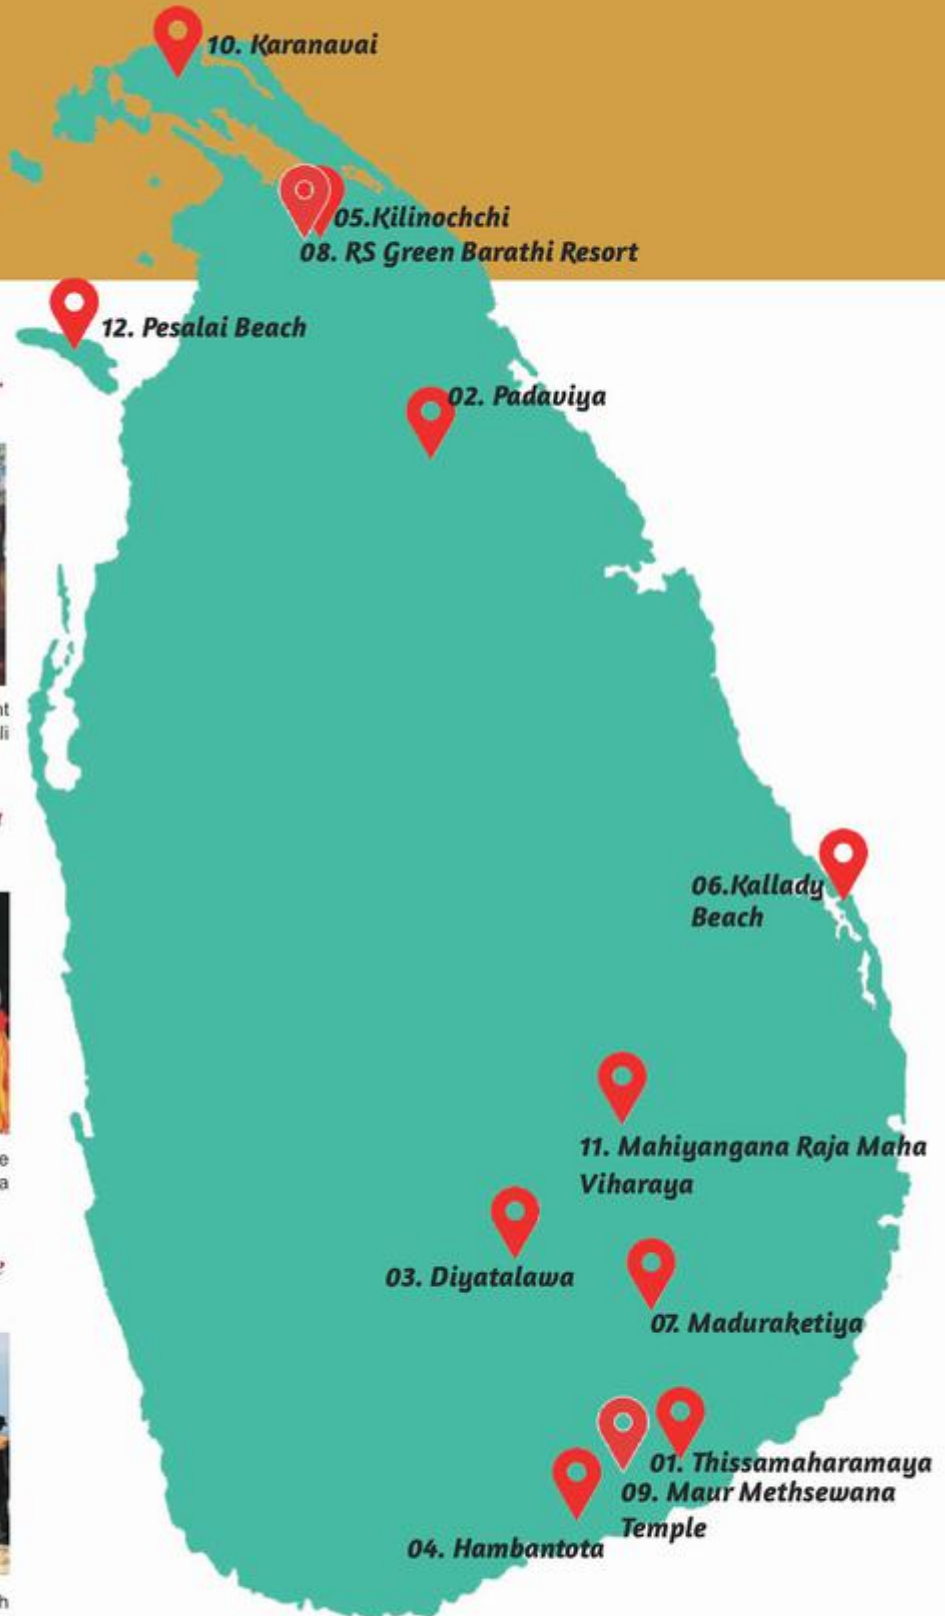 10. Karanavai
05.Kilinochchi
08. RS Green Barathi Resort
12. Pesalai Beach
02. Padaviya
06.Kallady
Beach
11. Mahiyangana Raja Maha
Viharaya
03. Diyatalawa
07. Maduraketiya
01. Thissamaharamaya
09. Maur Methsewana
Temple
04. Hambantota